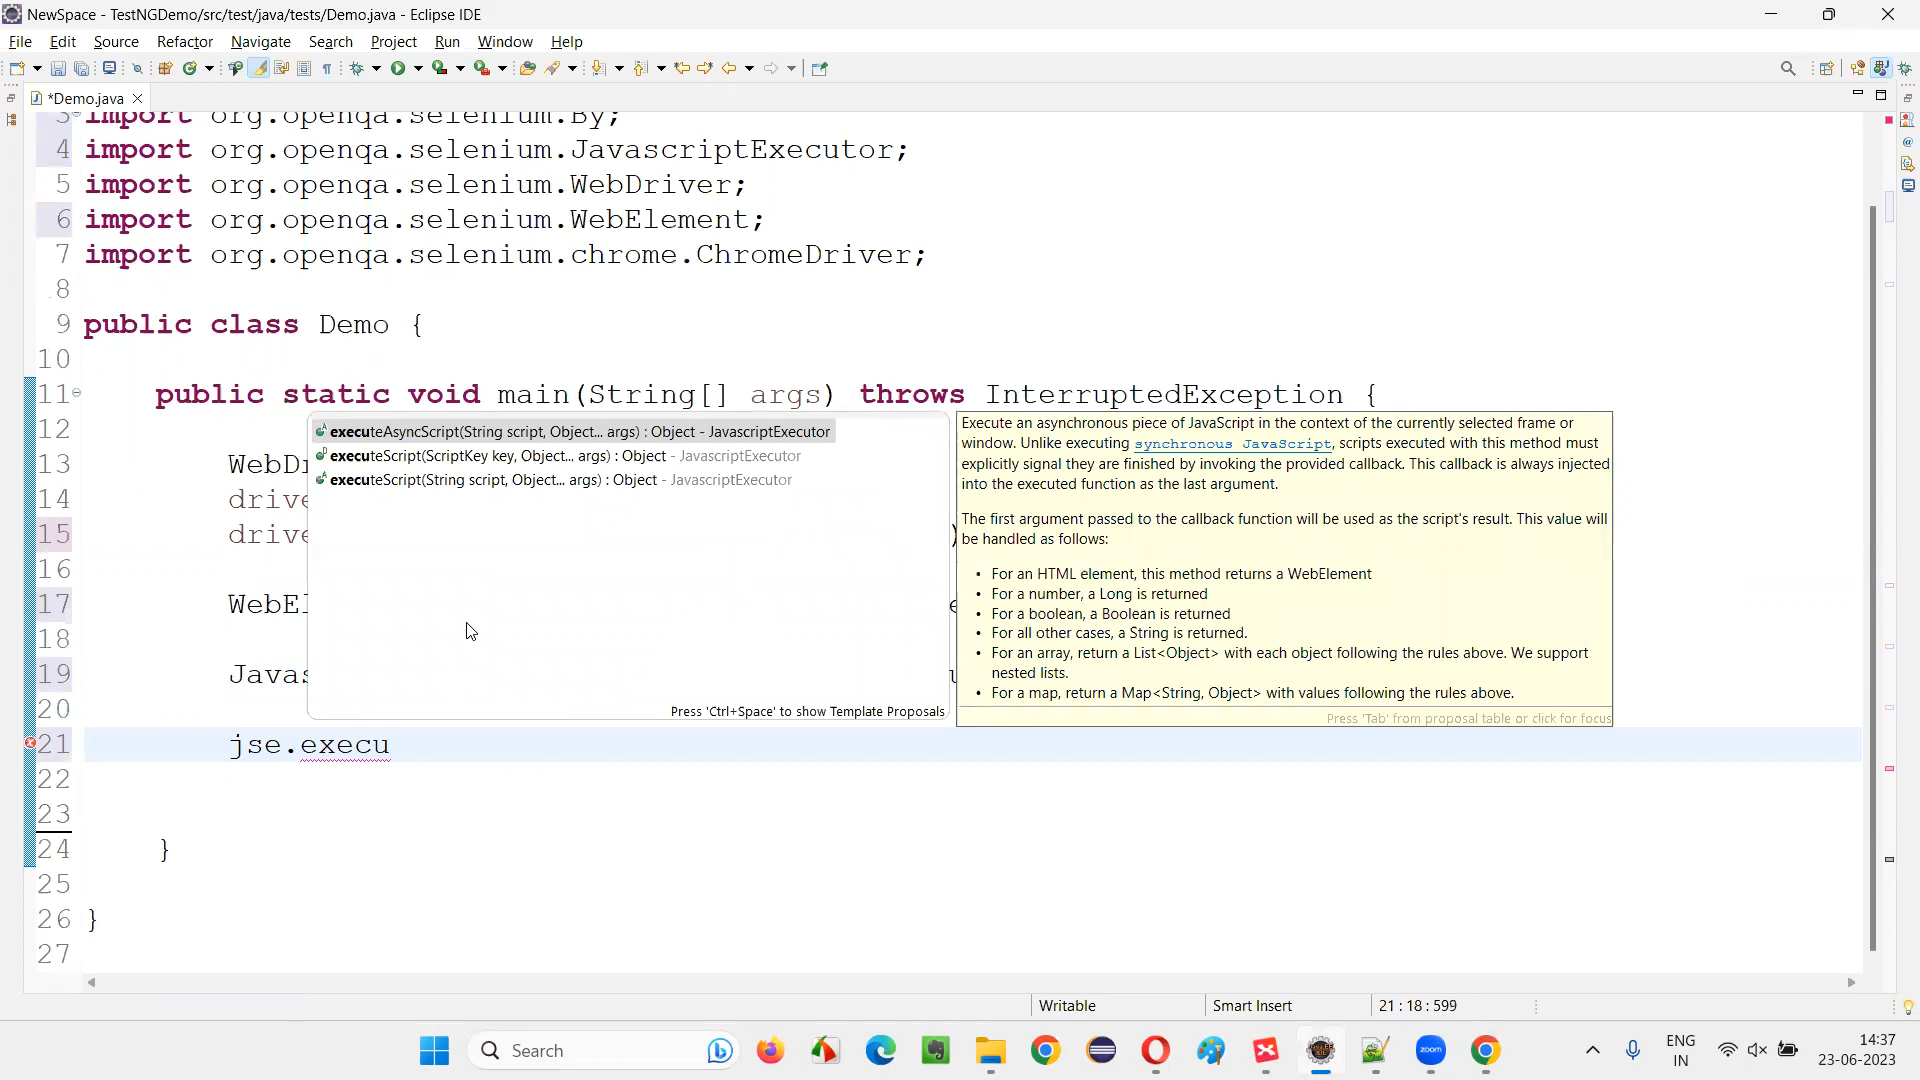 NewSpace - TestNGDemo/src/test/java/tests/Demo.java - Eclipse IDE
File Edit Source Refactor Navigate Search Project Run Window Help
*Demo.java
3 import org.openqa.selenium.By;
4 import org.openqa.selenium.JavascriptExecutor;
5 import org.openqa.selenium.WebDriver;
6 import org.openqa.selenium.WebElement;
7 import org.openqa.selenium.chrome.ChromeDriver;
8
9 public class Demo {
10
11 public static void main(String[] args) throws InterruptedException {
12
13 WebD
14 drive
15 drive
16
17 WebEl
18
19 Javas
20
21 jse.execu
22
23
24 }
25
26 }
27
executeAsyncScript(String script, Object... args) : Object - JavascriptExecutor
executeScript(ScriptKey key, Object... args) : Object - JavascriptExecutor
executeScript(String script, Object... args) : Object - JavascriptExecutor
Press 'Ctrl+Space' to show Template Proposals
Execute an asynchronous piece of JavaScript in the context of the currently selected frame or
window. Unlike executing synchronous JavaScript, scripts executed with this method must
explicitly signal they are finished by invoking the provided callback. This callback is always injected
into the executed function as the last argument.
The first argument passed to the callback function will be used as the script's result. This value will
be handled as follows:
• For an HTML element, this method returns a WebElement
• For a number, a Long is returned
• For a boolean, a Boolean is returned
• For all other cases, a String is returned.
• For an array, return a List<Object> with each object following the rules above. We support
nested lists.
• For a map, return a Map<String, Object> with values following the rules above.
Press 'Tab' from proposal table or click for focus
Writable Smart Insert 21 : 18 : 599
Search
zoom
ENG
IN
14:37
23-06-2023